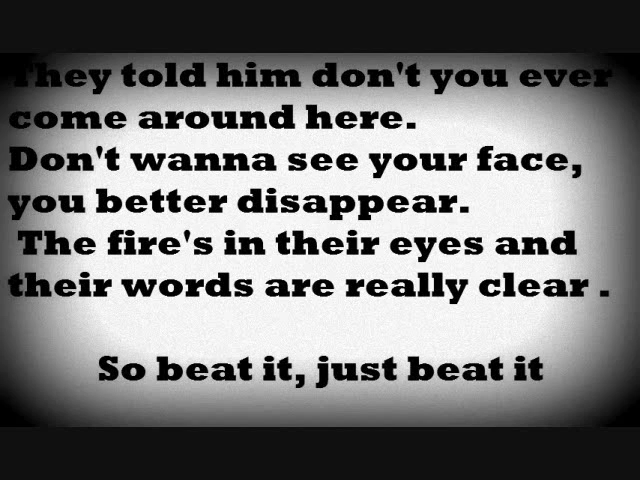 They told him don't you ever
come around here.
Don't wanna see your face,
you better disappear.
The fire's in their eyes and
their words are really clear .
So beat it, just beat it